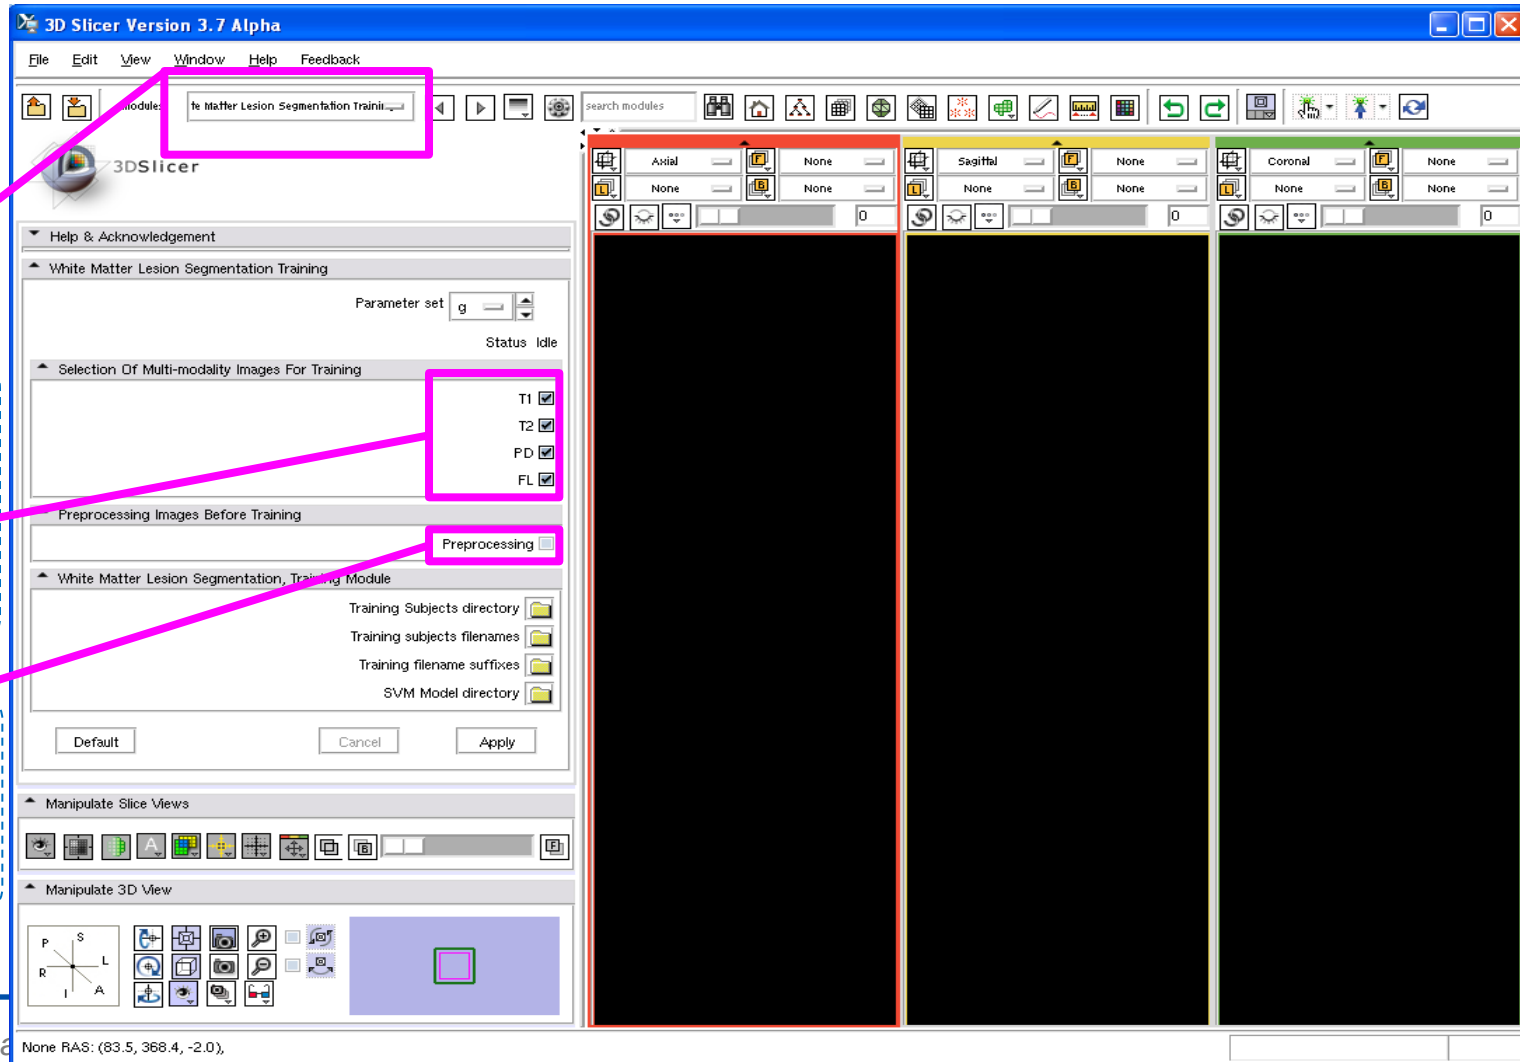 3D Slicer Version 3.7 Alpha
File Edit View Window Help Feedback
te Matter Lesion Segmentation Trainin
search modules
3DSlicer
Axial None Sagittal None Coronal None
None None None None None None
0 0 0
Help & Acknowledgement
White Matter Lesion Segmentation Training
Parameter set g
Status Idle
Selection Of Multi-modality Images For Training
T1
T2
PD
FL
Preprocessing Images Before Training
Preprocessing
White Matter Lesion Segmentation, Training Module
Training Subjects directory
Training subjects filenames
Training filename suffixes
SVM Model directory
Default Cancel Apply
Manipulate Slice Views
Manipulate 3D View
P S
R L
I A
None RAS: (83.5, 368.4, -2.0),